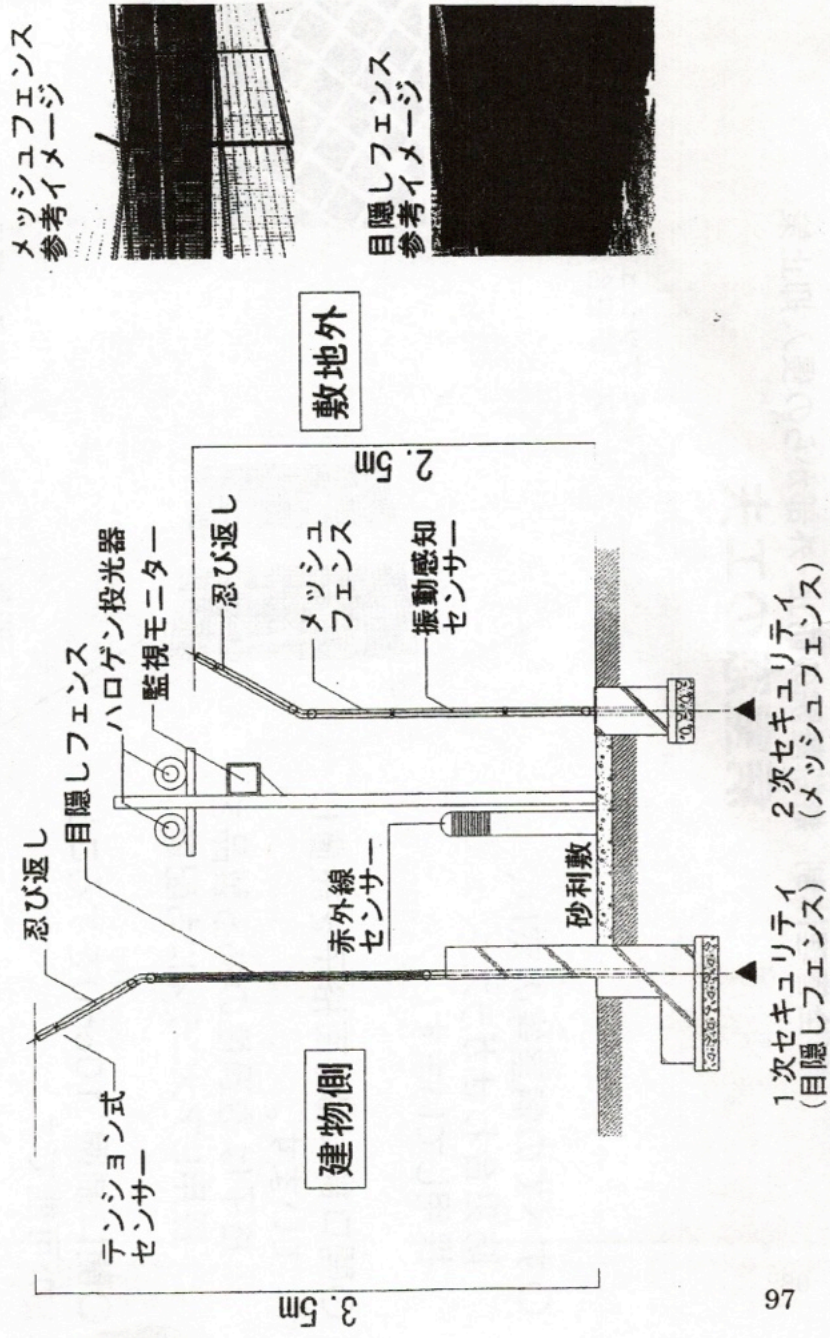 テンション式
センサー
忍び返し
目隠しフェンス
ハロゲン投光器
監視モニター
忍び返し
メッシュ
フェンス
振動感知
センサー
赤外線
センサー
砂利敷
建物側
敷地外
3.5m
2.5m
1次セキュリティ
(目隠しフェンス)
2次セキュリティ
(メッシュフェンス)
メッシュフェンス
参考イメージ
目隠しフェンス
参考イメージ
97